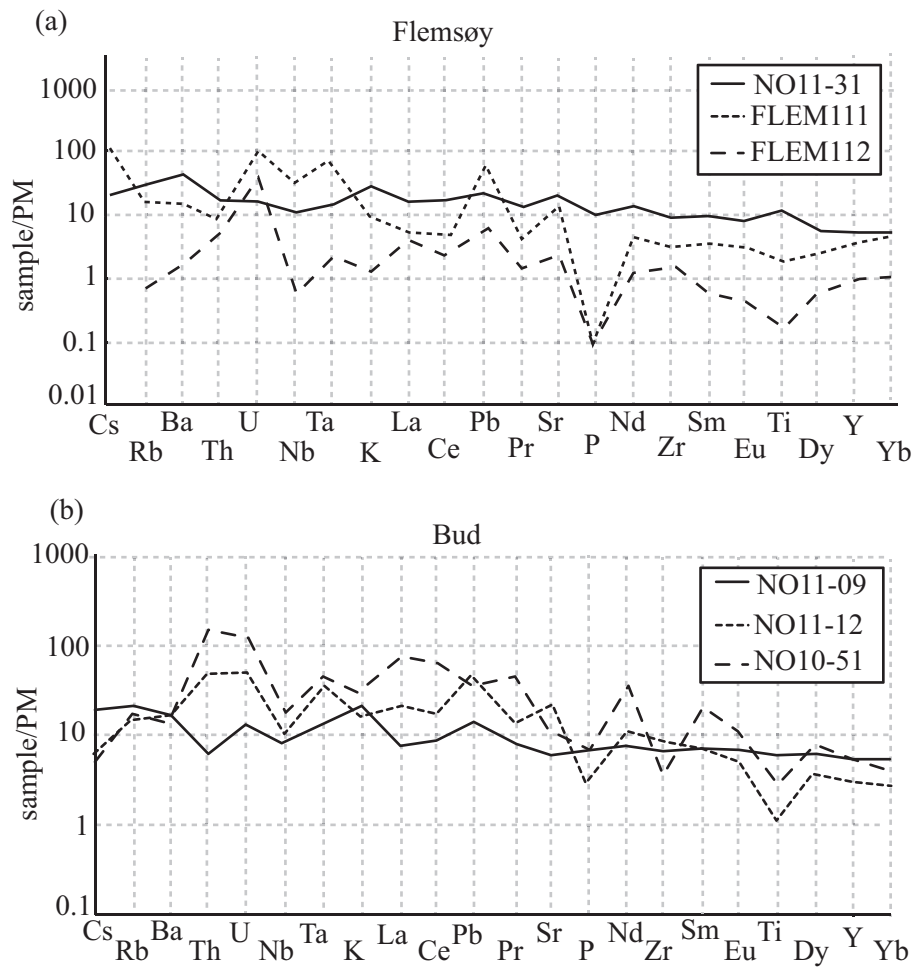 (a)
Flemsøy
sample/PM
1000
100
10
1
0.1
0.01
NO11-31
FLEM111
FLEM112
Cs Rb Ba Th U Nb Ta K La Ce Pb Pr Sr P Nd Zr Sm Eu Ti Dy Y Yb
(b)
Bud
sample/PM
1000
100
10
1
0.1
NO11-09
NO11-12
NO10-51
Cs Rb Ba Th U Nb Ta K La Ce Pb Pr Sr P Nd Zr Sm Eu Ti Dy Y Yb